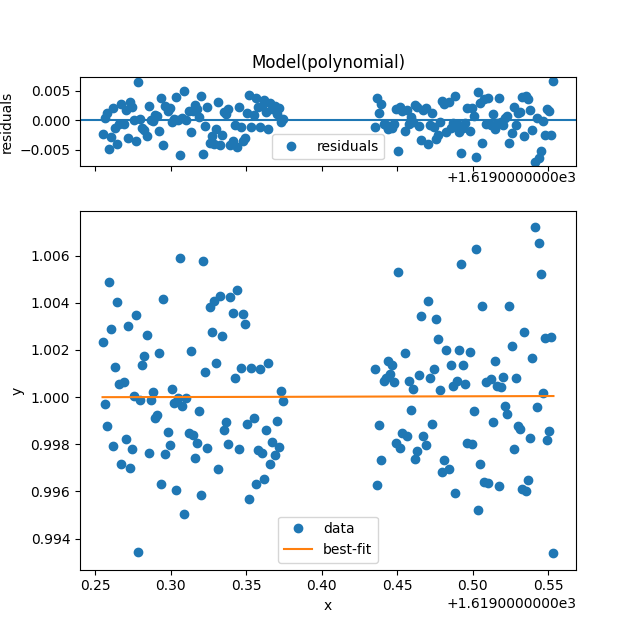 Model(polynomial)
residuals
0.005
0.000
−0.005
residuals
+1.6190000000e3
y
1.006
1.004
1.002
1.000
0.998
0.996
0.994
data
best-fit
0.25 0.30 0.35 0.40 0.45 0.50 0.55
x
+1.6190000000e3